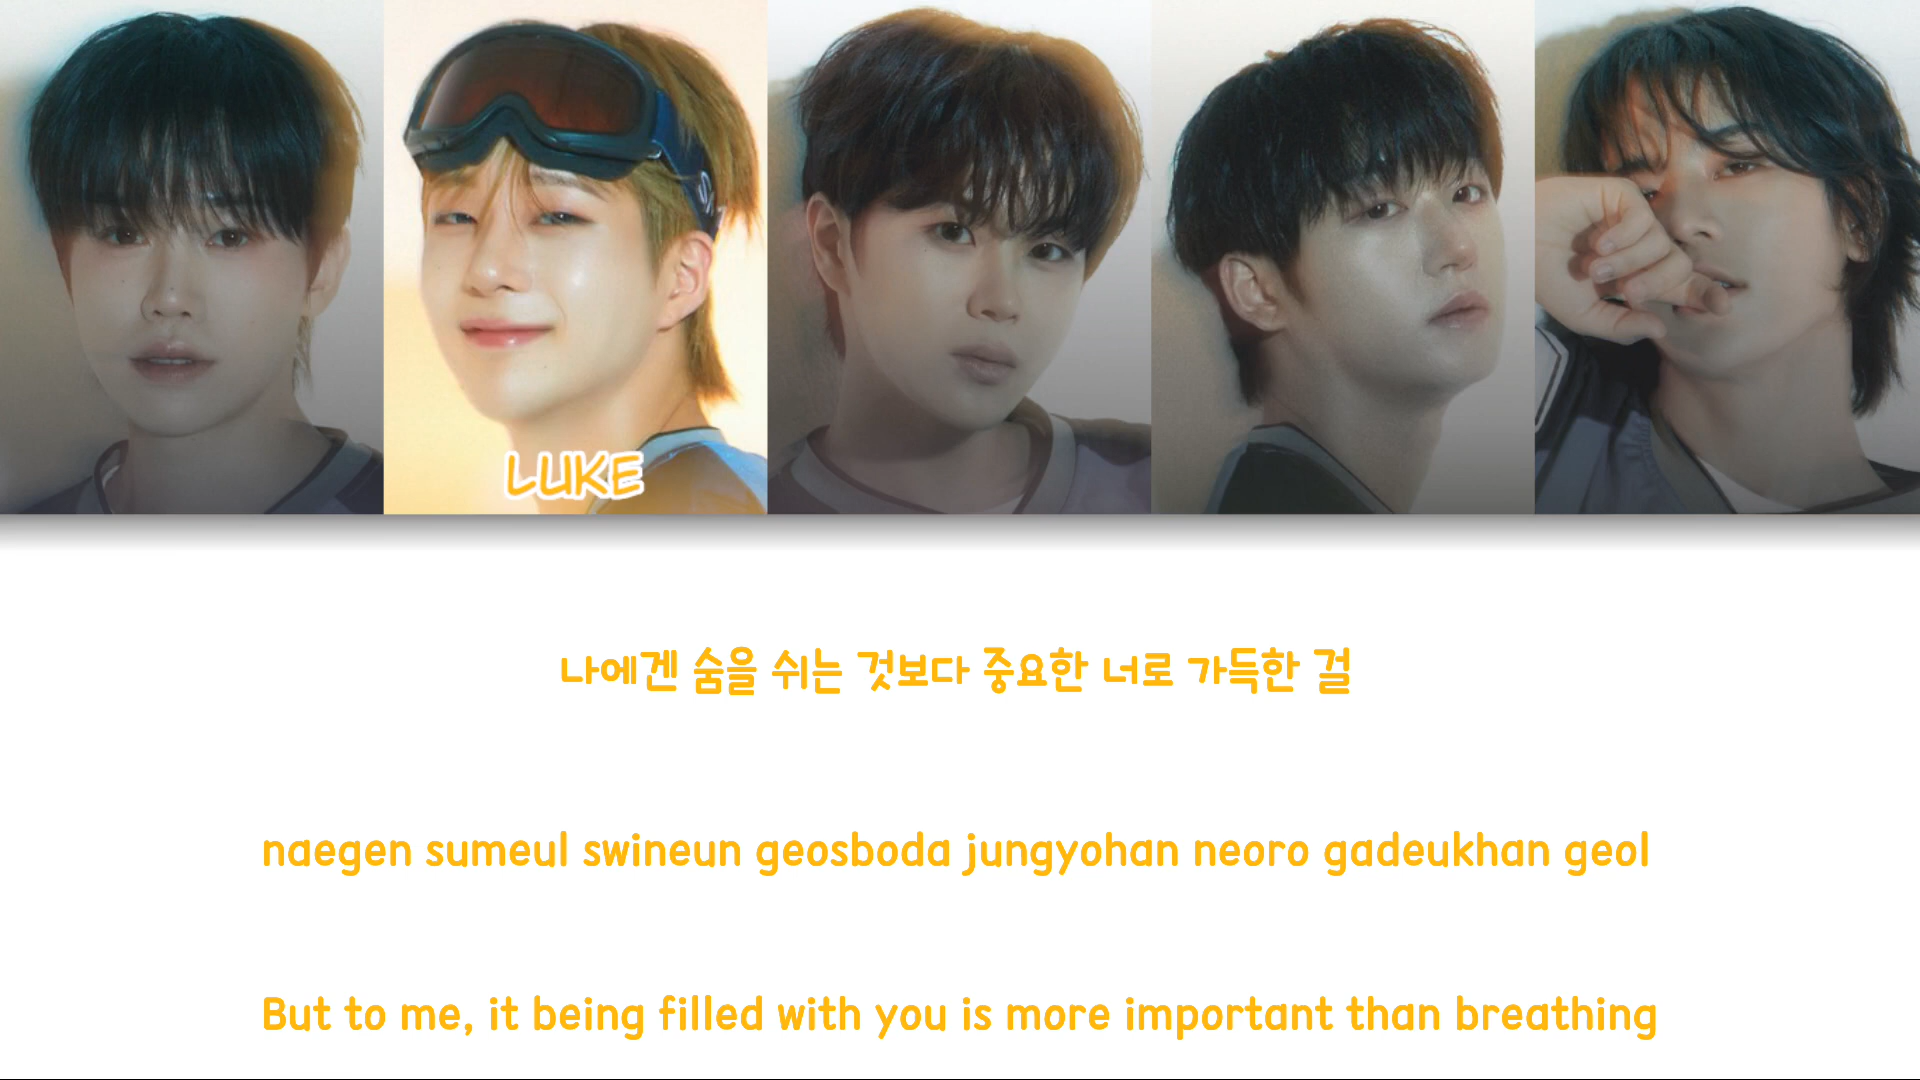 LUKE
나에겐 숨을 쉬는 것보다 중요한 너로 가득한 걸
naegen sumeul swineun geosboda jungyohan neoro gadeukhan geol
But to me, it being filled with you is more important than breathing